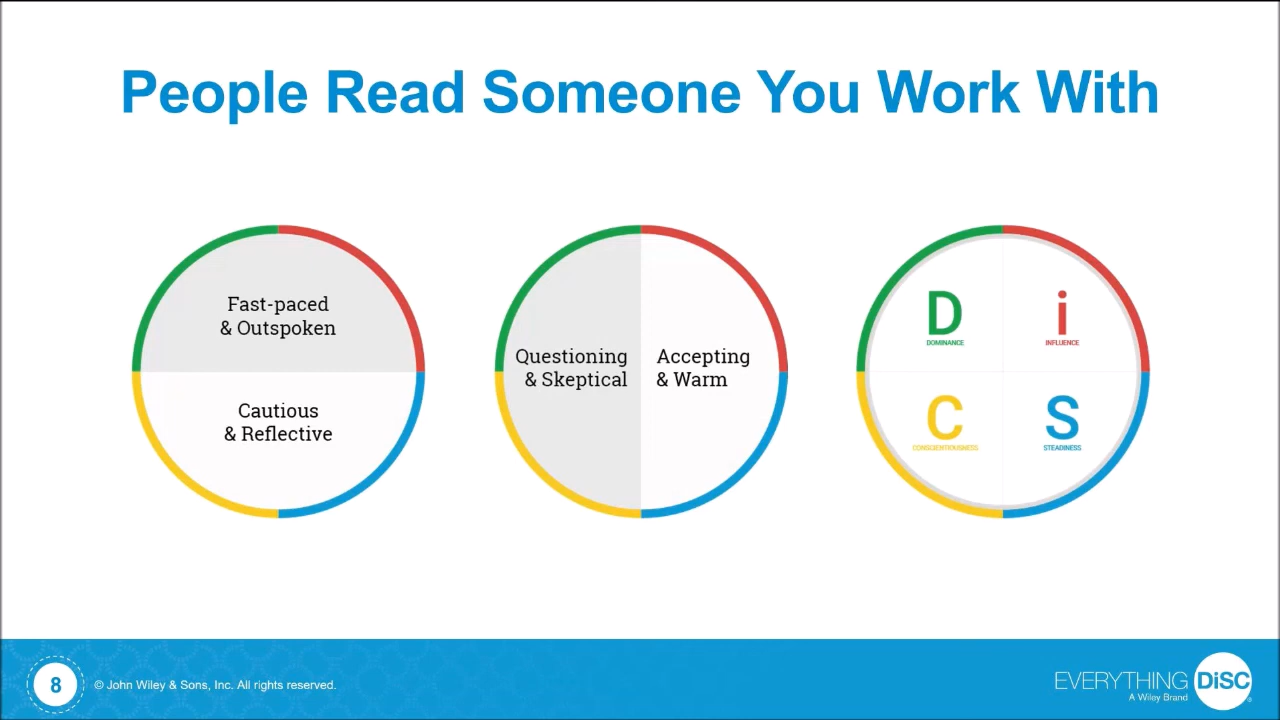 People Read Someone You Work With
Fast-paced
& Outspoken
Cautious
& Reflective
Questioning
& Skeptical
Accepting
& Warm
D
DOMINANCE
i
INFLUENCE
C
CONSCIENTIOUSNESS
S
STEADINESS
8
© John Wiley & Sons, Inc. All rights reserved.
EVERYTHING DiSC
A Wiley Brand